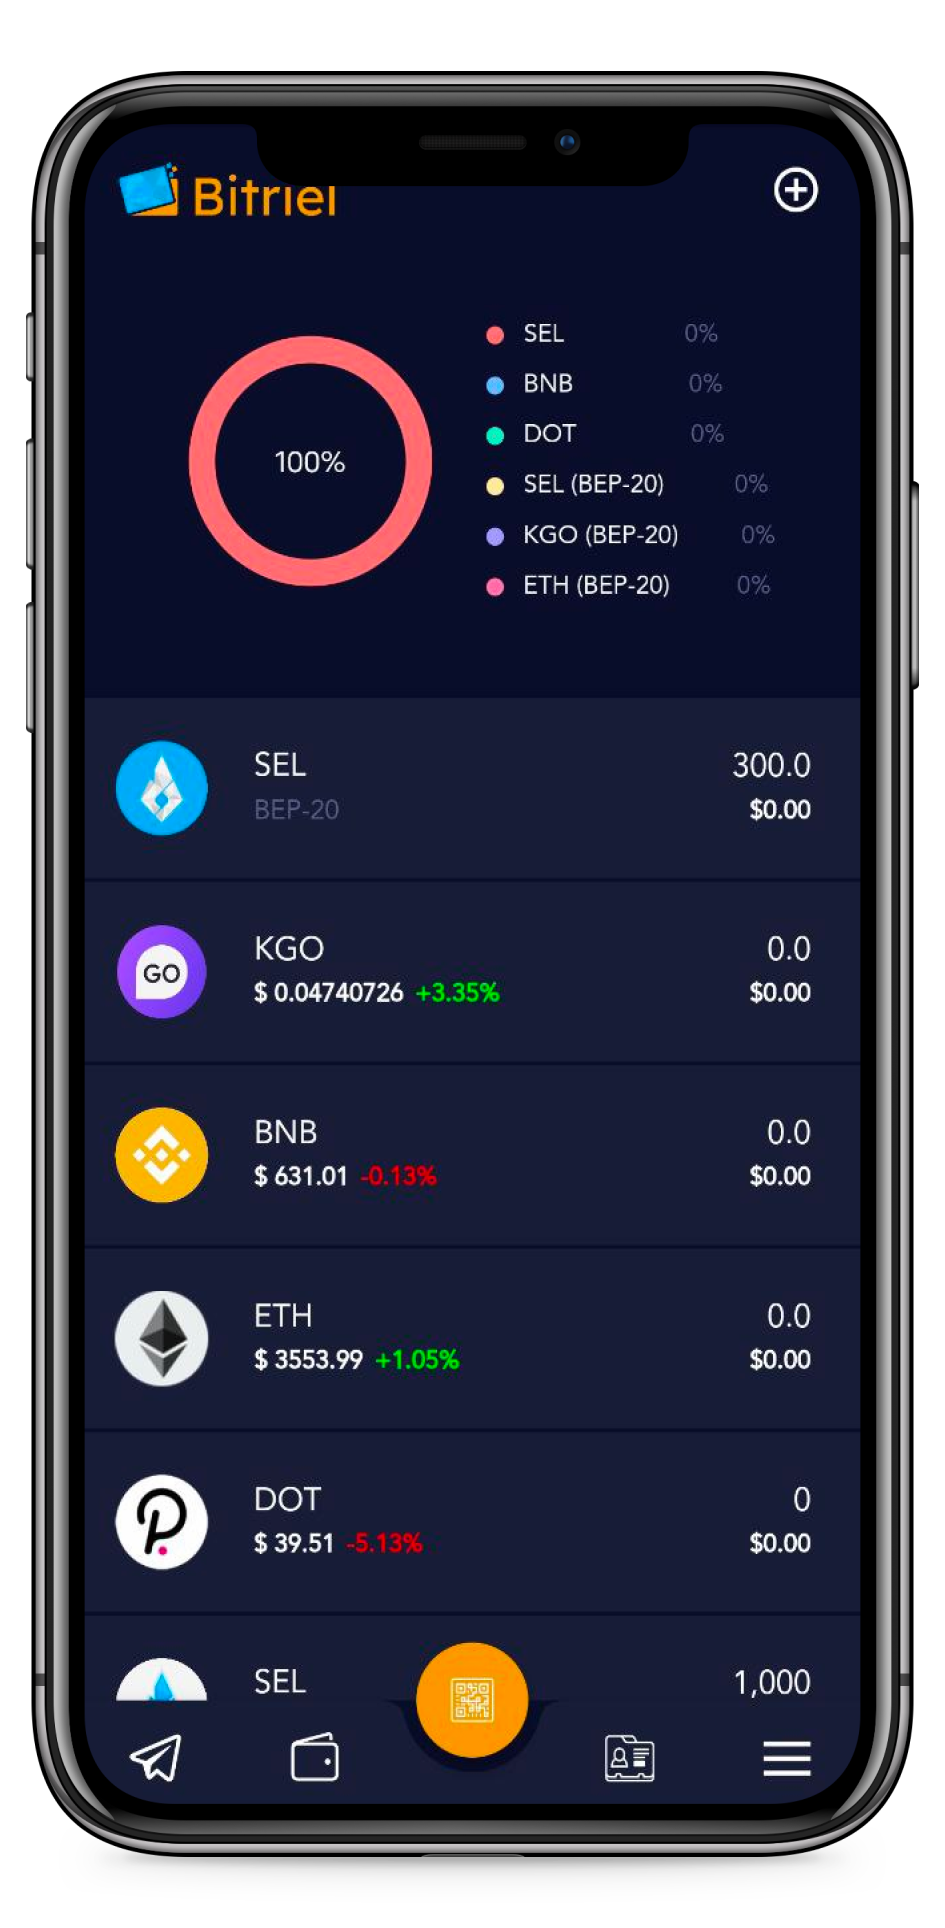 Bitriel
SEL 0%
BNB 0%
DOT 0%
100%
SEL (BEP-20) 0%
KGO (BEP-20) 0%
ETH (BEP-20) 0%
SEL 300.0
BEP-20 $0.00
GO
KGO 0.0
$ 0.04740726 +3.35% $0.00
BNB 0.0
$ 631.01 -0.13% $0.00
ETH 0.0
$ 3553.99 +1.05% $0.00
DOT 0
$ 39.51 -5.13% $0.00
SEL 1,000